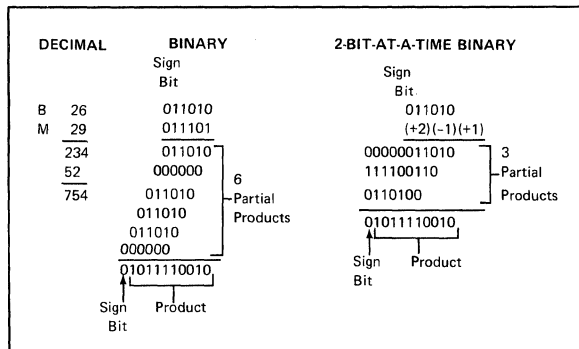 DECIMAL BINARY 2-BIT-AT-A-TIME BINARY
Sign
Bit
Sign
Bit
B 26 011010 011010
M 29 011101 (+2)(-1)(+1)
234 011010 00000011010 3
52 000000 111100110 Partial
754 011010 6 0110100 Products
011010 Partial 01011110010
011010 Products Sign Product
000000 Bit
01011110010
Sign Product
Bit